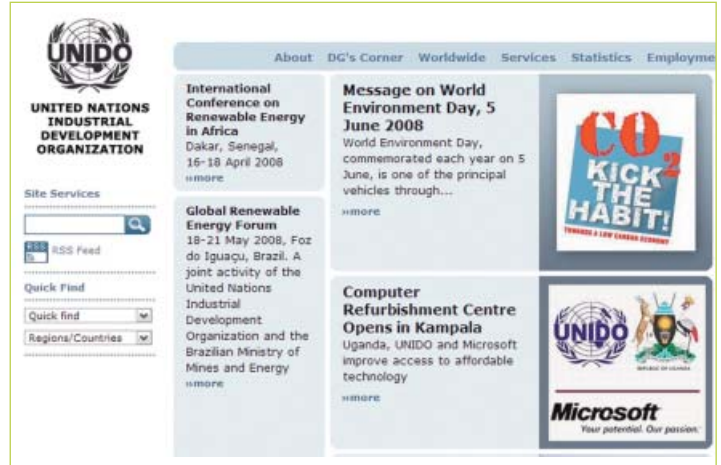 UNIDO
UNITED NATIONS
INDUSTRIAL
DEVELOPMENT
ORGANIZATION
Site Services
RSS
RSS Feed
Quick Find
Quick find
Regions/Countries
About DG's Corner Worldwide Services Statistics Employme
International
Conference on
Renewable Energy
in Africa
Dakar, Senegal,
16-18 April 2008
»more
Global Renewable
Energy Forum
18-21 May 2008, Foz
do Iguaçu, Brazil. A
joint activity of the
United Nations
Industrial
Development
Organization and the
Brazilian Ministry of
Mines and Energy
»more
Message on World
Environment Day, 5
June 2008
World Environment Day,
commemorated each year on 5
June, is one of the principal
vehicles through...
»more
CO2
KICK
THE
HABIT!
TOWARDS A LOW CARBON ECONOMY
Computer
Refurbishment Centre
Opens in Kampala
Uganda, UNIDO and Microsoft
improve access to affordable
technology
»more
UNIDO
REPUBLIC OF UGANDA
Microsoft
Your potential. Our passion.